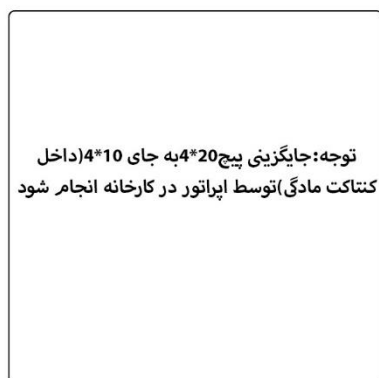 توجه:جایگزینی پیچ20*4به جای 10*4(داخل
کنتاکت مادگی)توسط اپراتور در کارخانه انجام شود